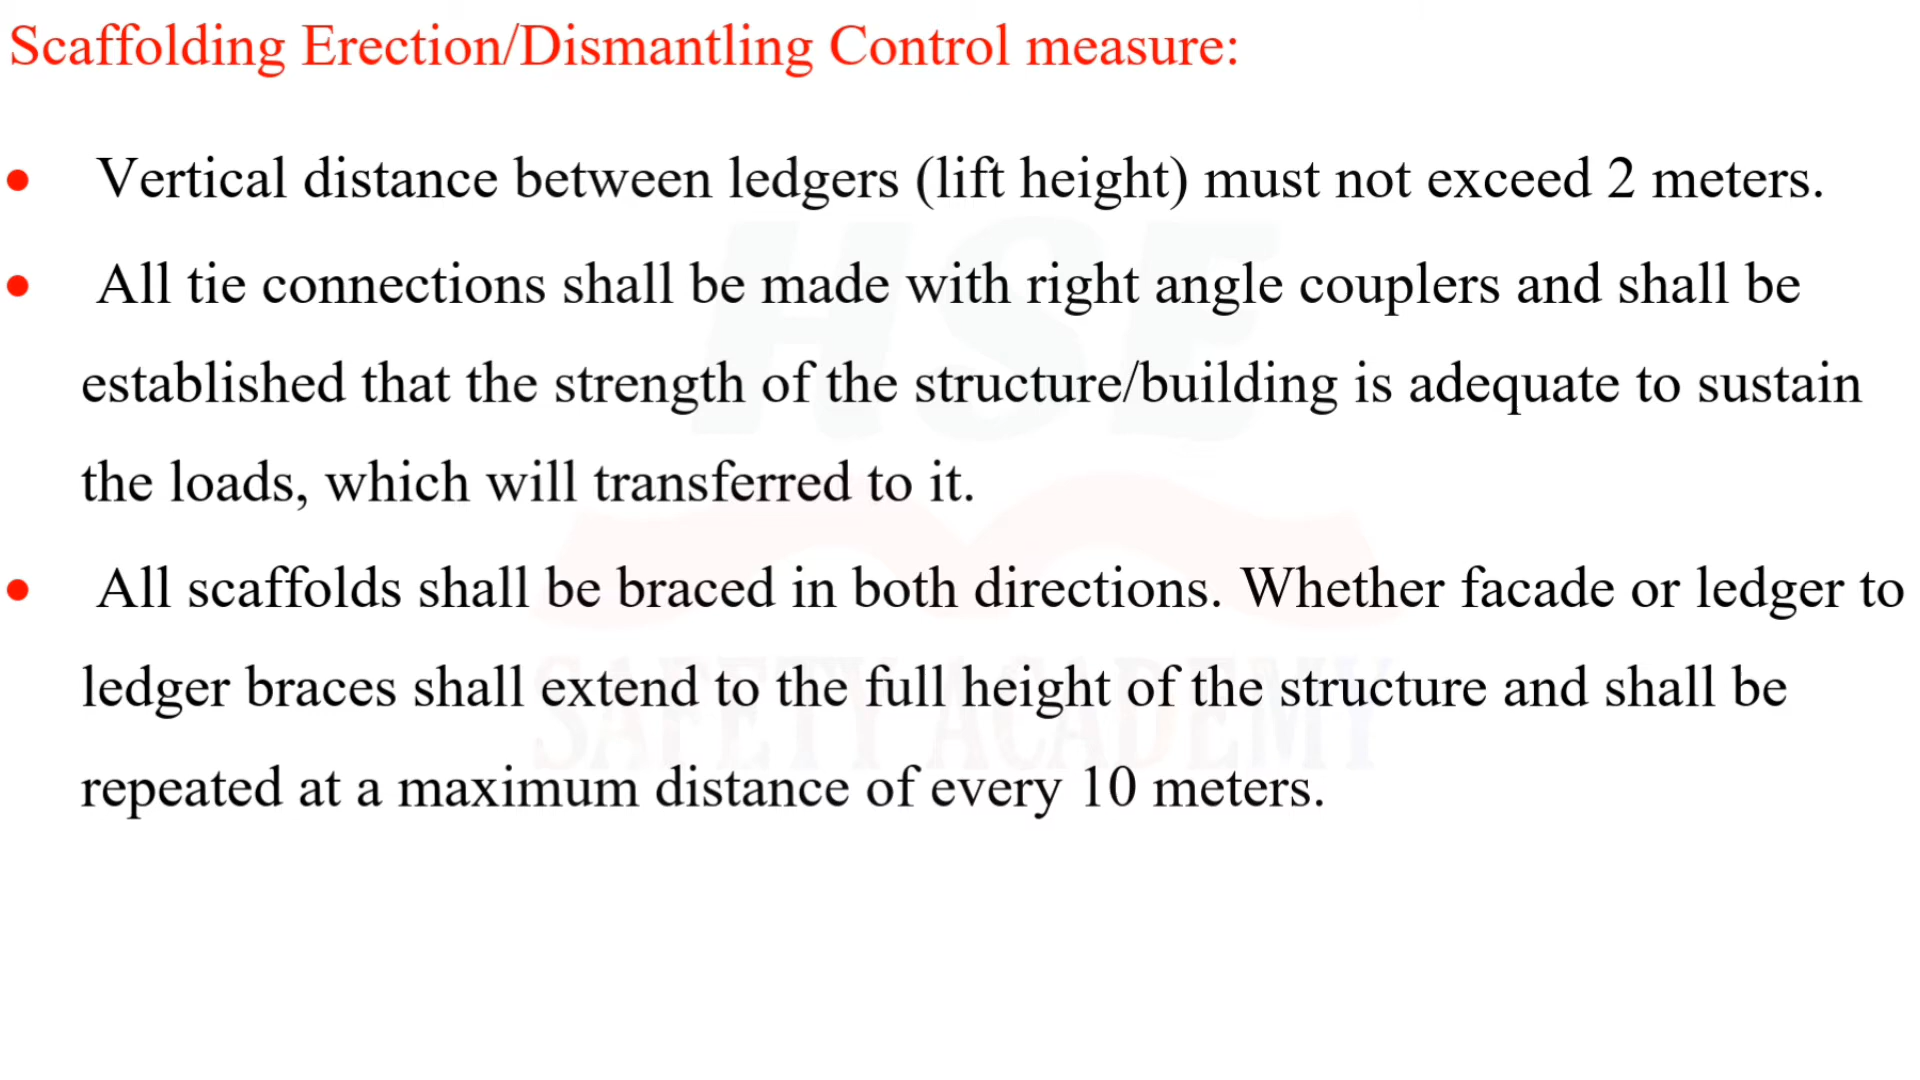 Scaffolding Erection/Dismantling Control measure:
• Vertical distance between ledgers (lift height) must not exceed 2 meters.
• All tie connections shall be made with right angle couplers and shall be
established that the strength of the structure/building is adequate to sustain
the loads, which will transferred to it.
• All scaffolds shall be braced in both directions. Whether facade or ledger to
ledger braces shall extend to the full height of the structure and shall be
repeated at a maximum distance of every 10 meters.
HSE
SAFETY ACADEMY